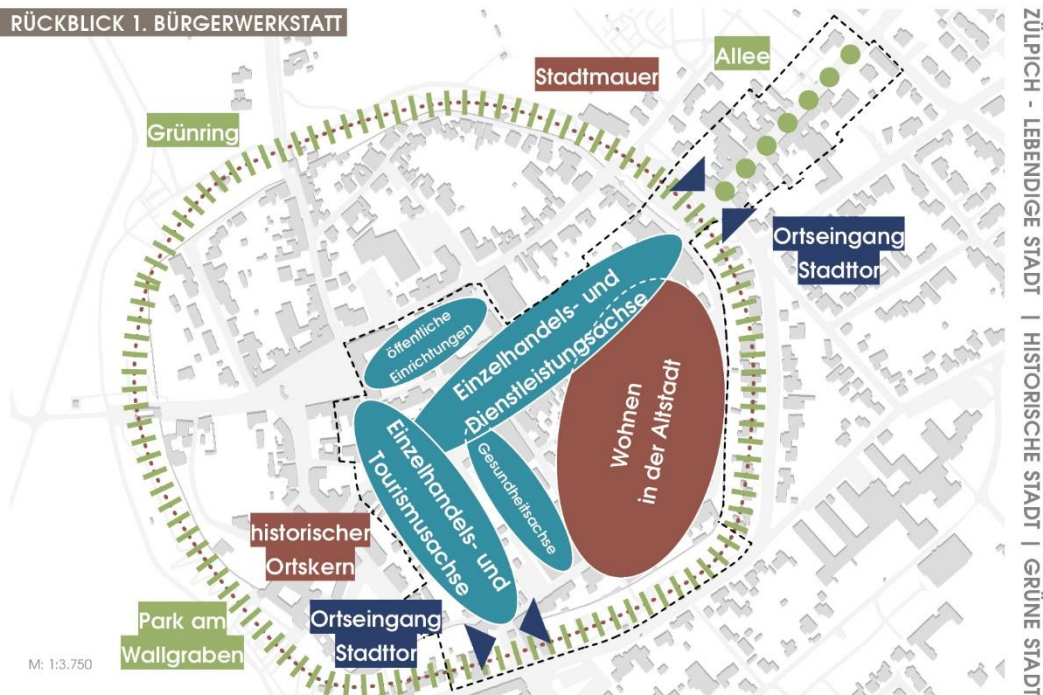 RÜCKBLICK 1. BÜRGERWERKSTATT
Allee
Stadtmauer
Grünring
Ortseingang
Stadttor
öffentliche
Einrichtungen
Einzelhandels- und
Dienstleistungsachse
Wohnen
in der Altstadt
Einzelhandels- und
Tourismusachse
Gesundheitsachse
historischer
Ortskern
Park am
Wallgraben
Ortseingang
Stadttor
M: 1:3.750
ZÜLPICH - LEBENDIGE STADT | HISTORISCHE STADT | GRÜNE STADT